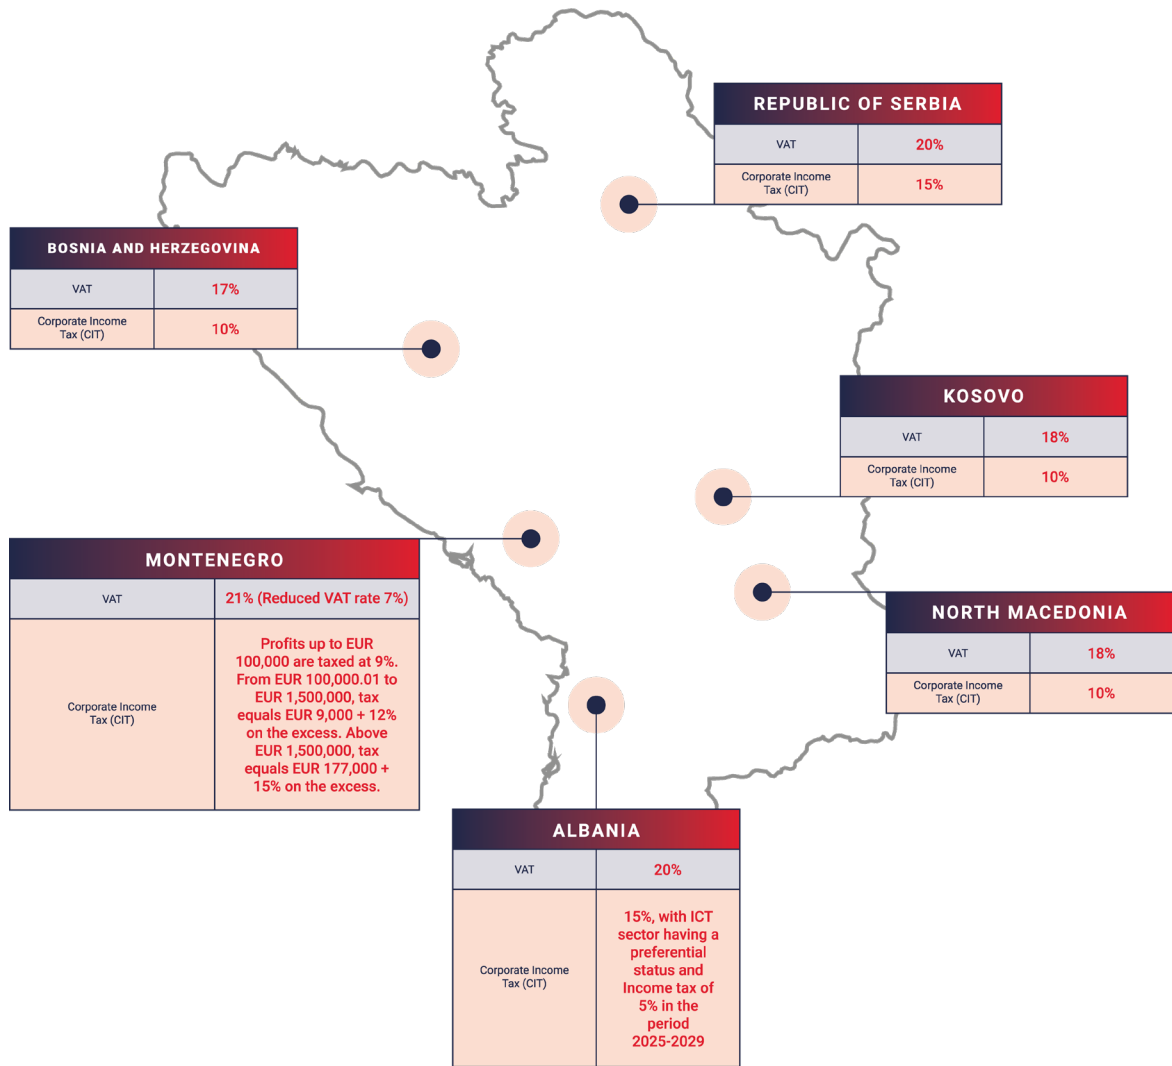 REPUBLIC OF SERBIA
VAT
20%
Corporate Income
Tax (CIT)
15%
BOSNIA AND HERZEGOVINA
VAT
17%
Corporate Income
Tax (CIT)
10%
KOSOVO
VAT
18%
Corporate Income
Tax (CIT)
10%
MONTENEGRO
VAT
21% (Reduced VAT rate 7%)
Corporate Income
Tax (CIT)
Profits up to EUR
100,000 are taxed at 9%.
From EUR 100,000.01 to
EUR 1,500,000, tax
equals EUR 9,000 + 12%
on the excess. Above
EUR 1,500,000, tax
equals EUR 177,000 +
15% on the excess.
NORTH MACEDONIA
VAT
18%
Corporate Income
Tax (CIT)
10%
ALBANIA
VAT
20%
Corporate Income
Tax (CIT)
15%, with ICT
sector having a
preferential
status and
Income tax of
5% in the
period
2025-2029